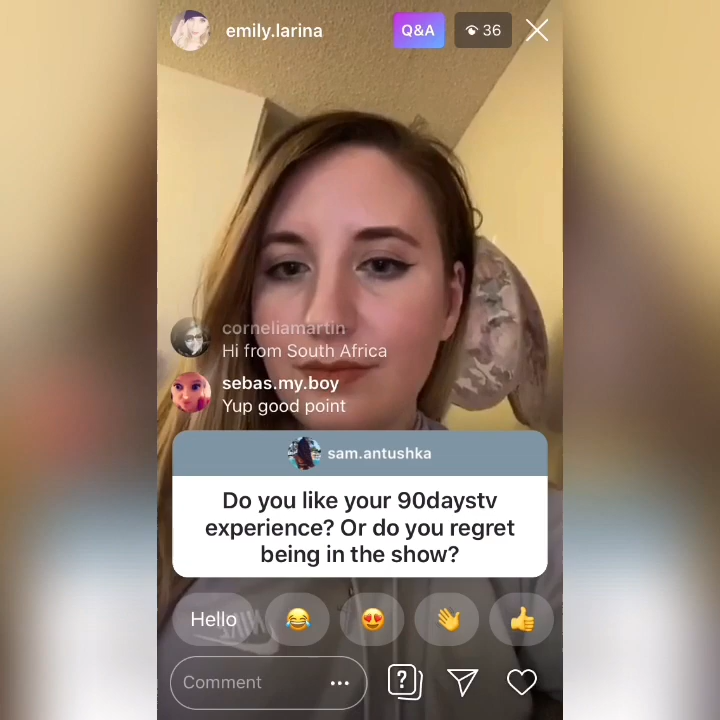 emily.larina
Q&A
36
corneliamartin
Hi from South Africa
sebas.my.boy
Yup good point
sam.antushka
Do you like your 90daystv
experience? Or do you regret
being in the show?
Hello
Comment